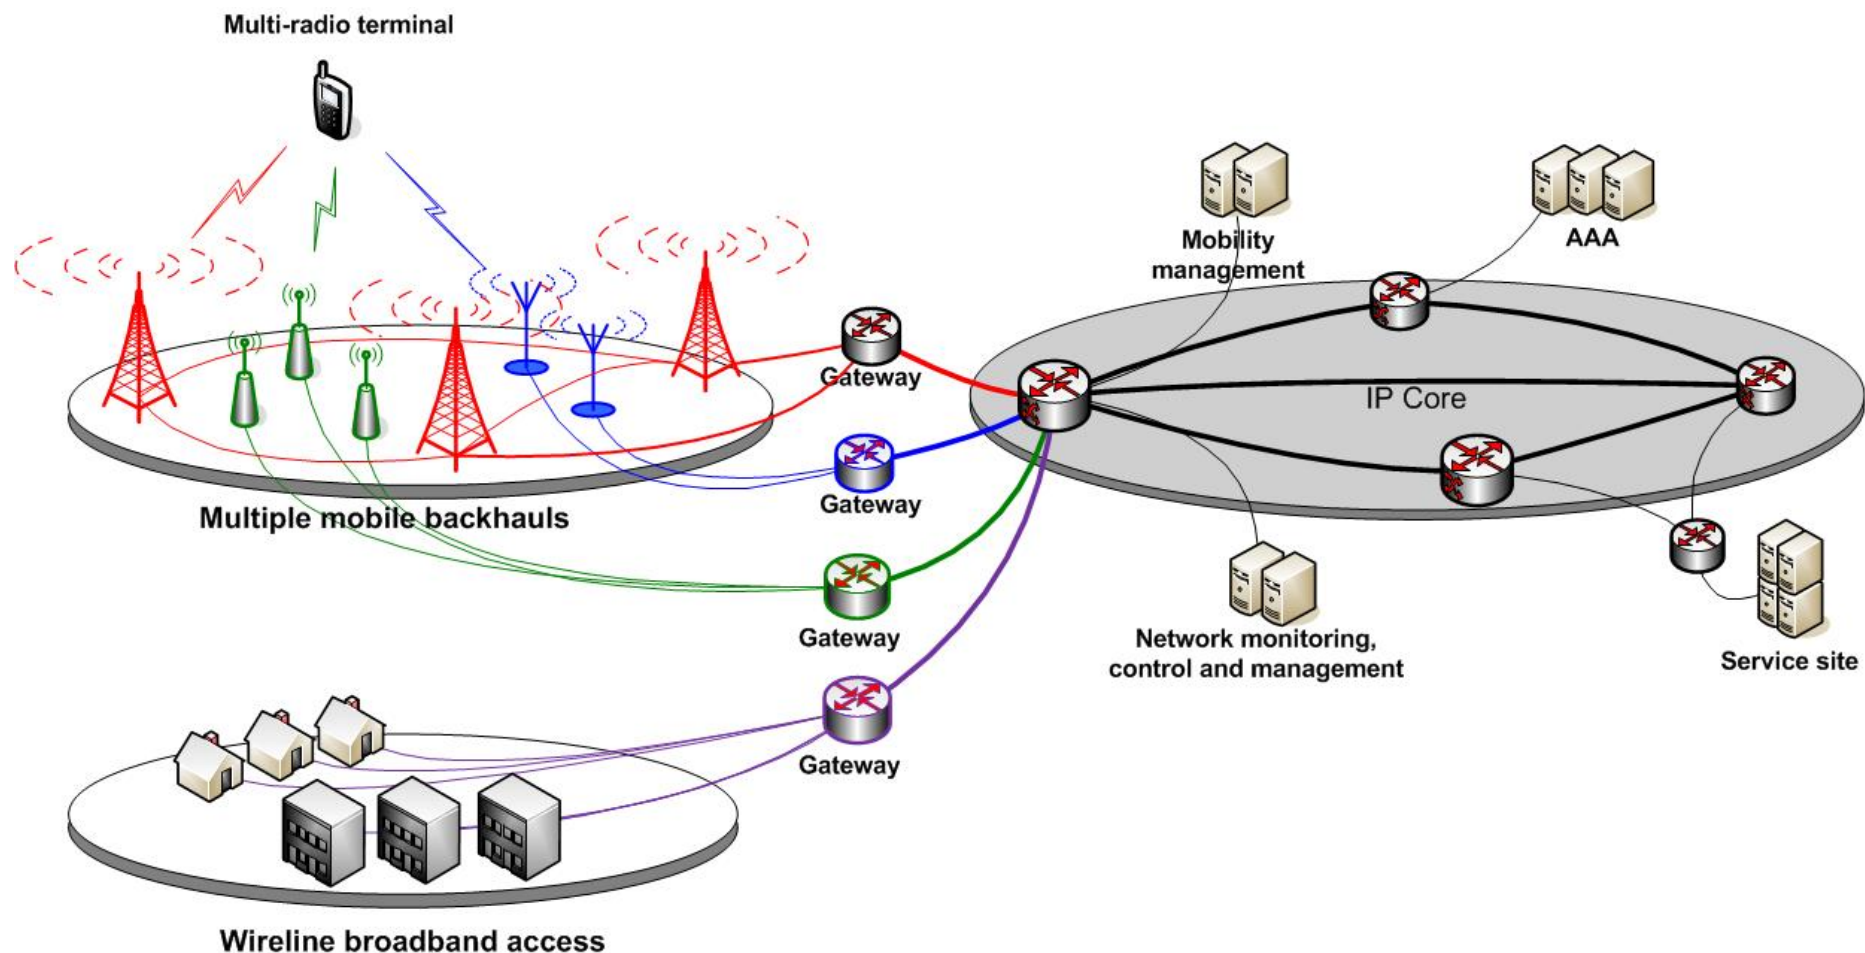 Multi-radio terminal
Mobility
management
AAA
Gateway
IP Core
Gateway
Multiple mobile backhauls
Gateway
Network monitoring,
control and management
Service site
Gateway
Wireline broadband access